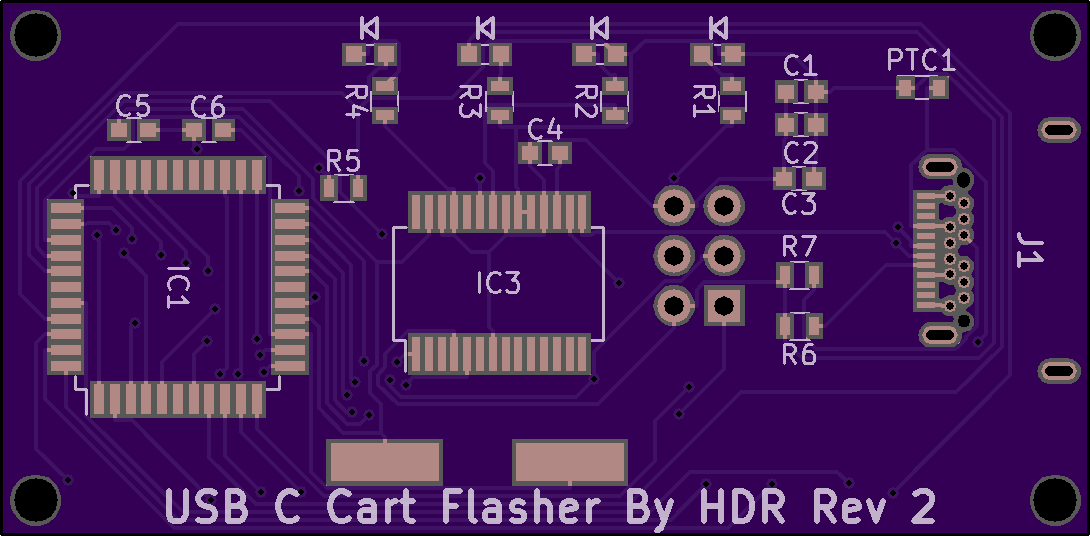 C5
C6
R4
R3
R2
R1
C1
PTC1
C4
C2
R5
C3
J1
R7
IC1
IC3
R6
USB C Cart Flasher By HDR Rev 2